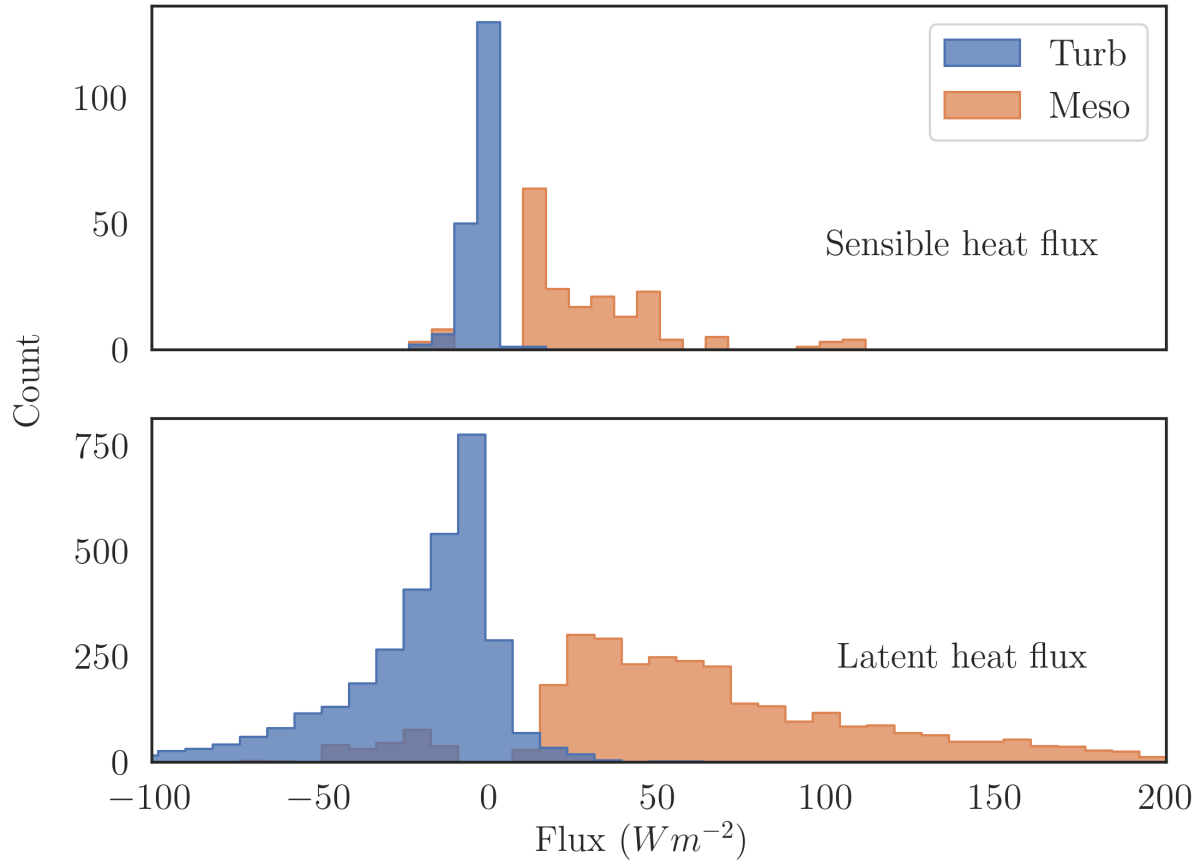 100
50
0
Turb
Meso
Sensible heat flux
Count
750
500
250
0
Latent heat flux
−100 −50 0 50 100 150 200
Flux (Wm⁻²)